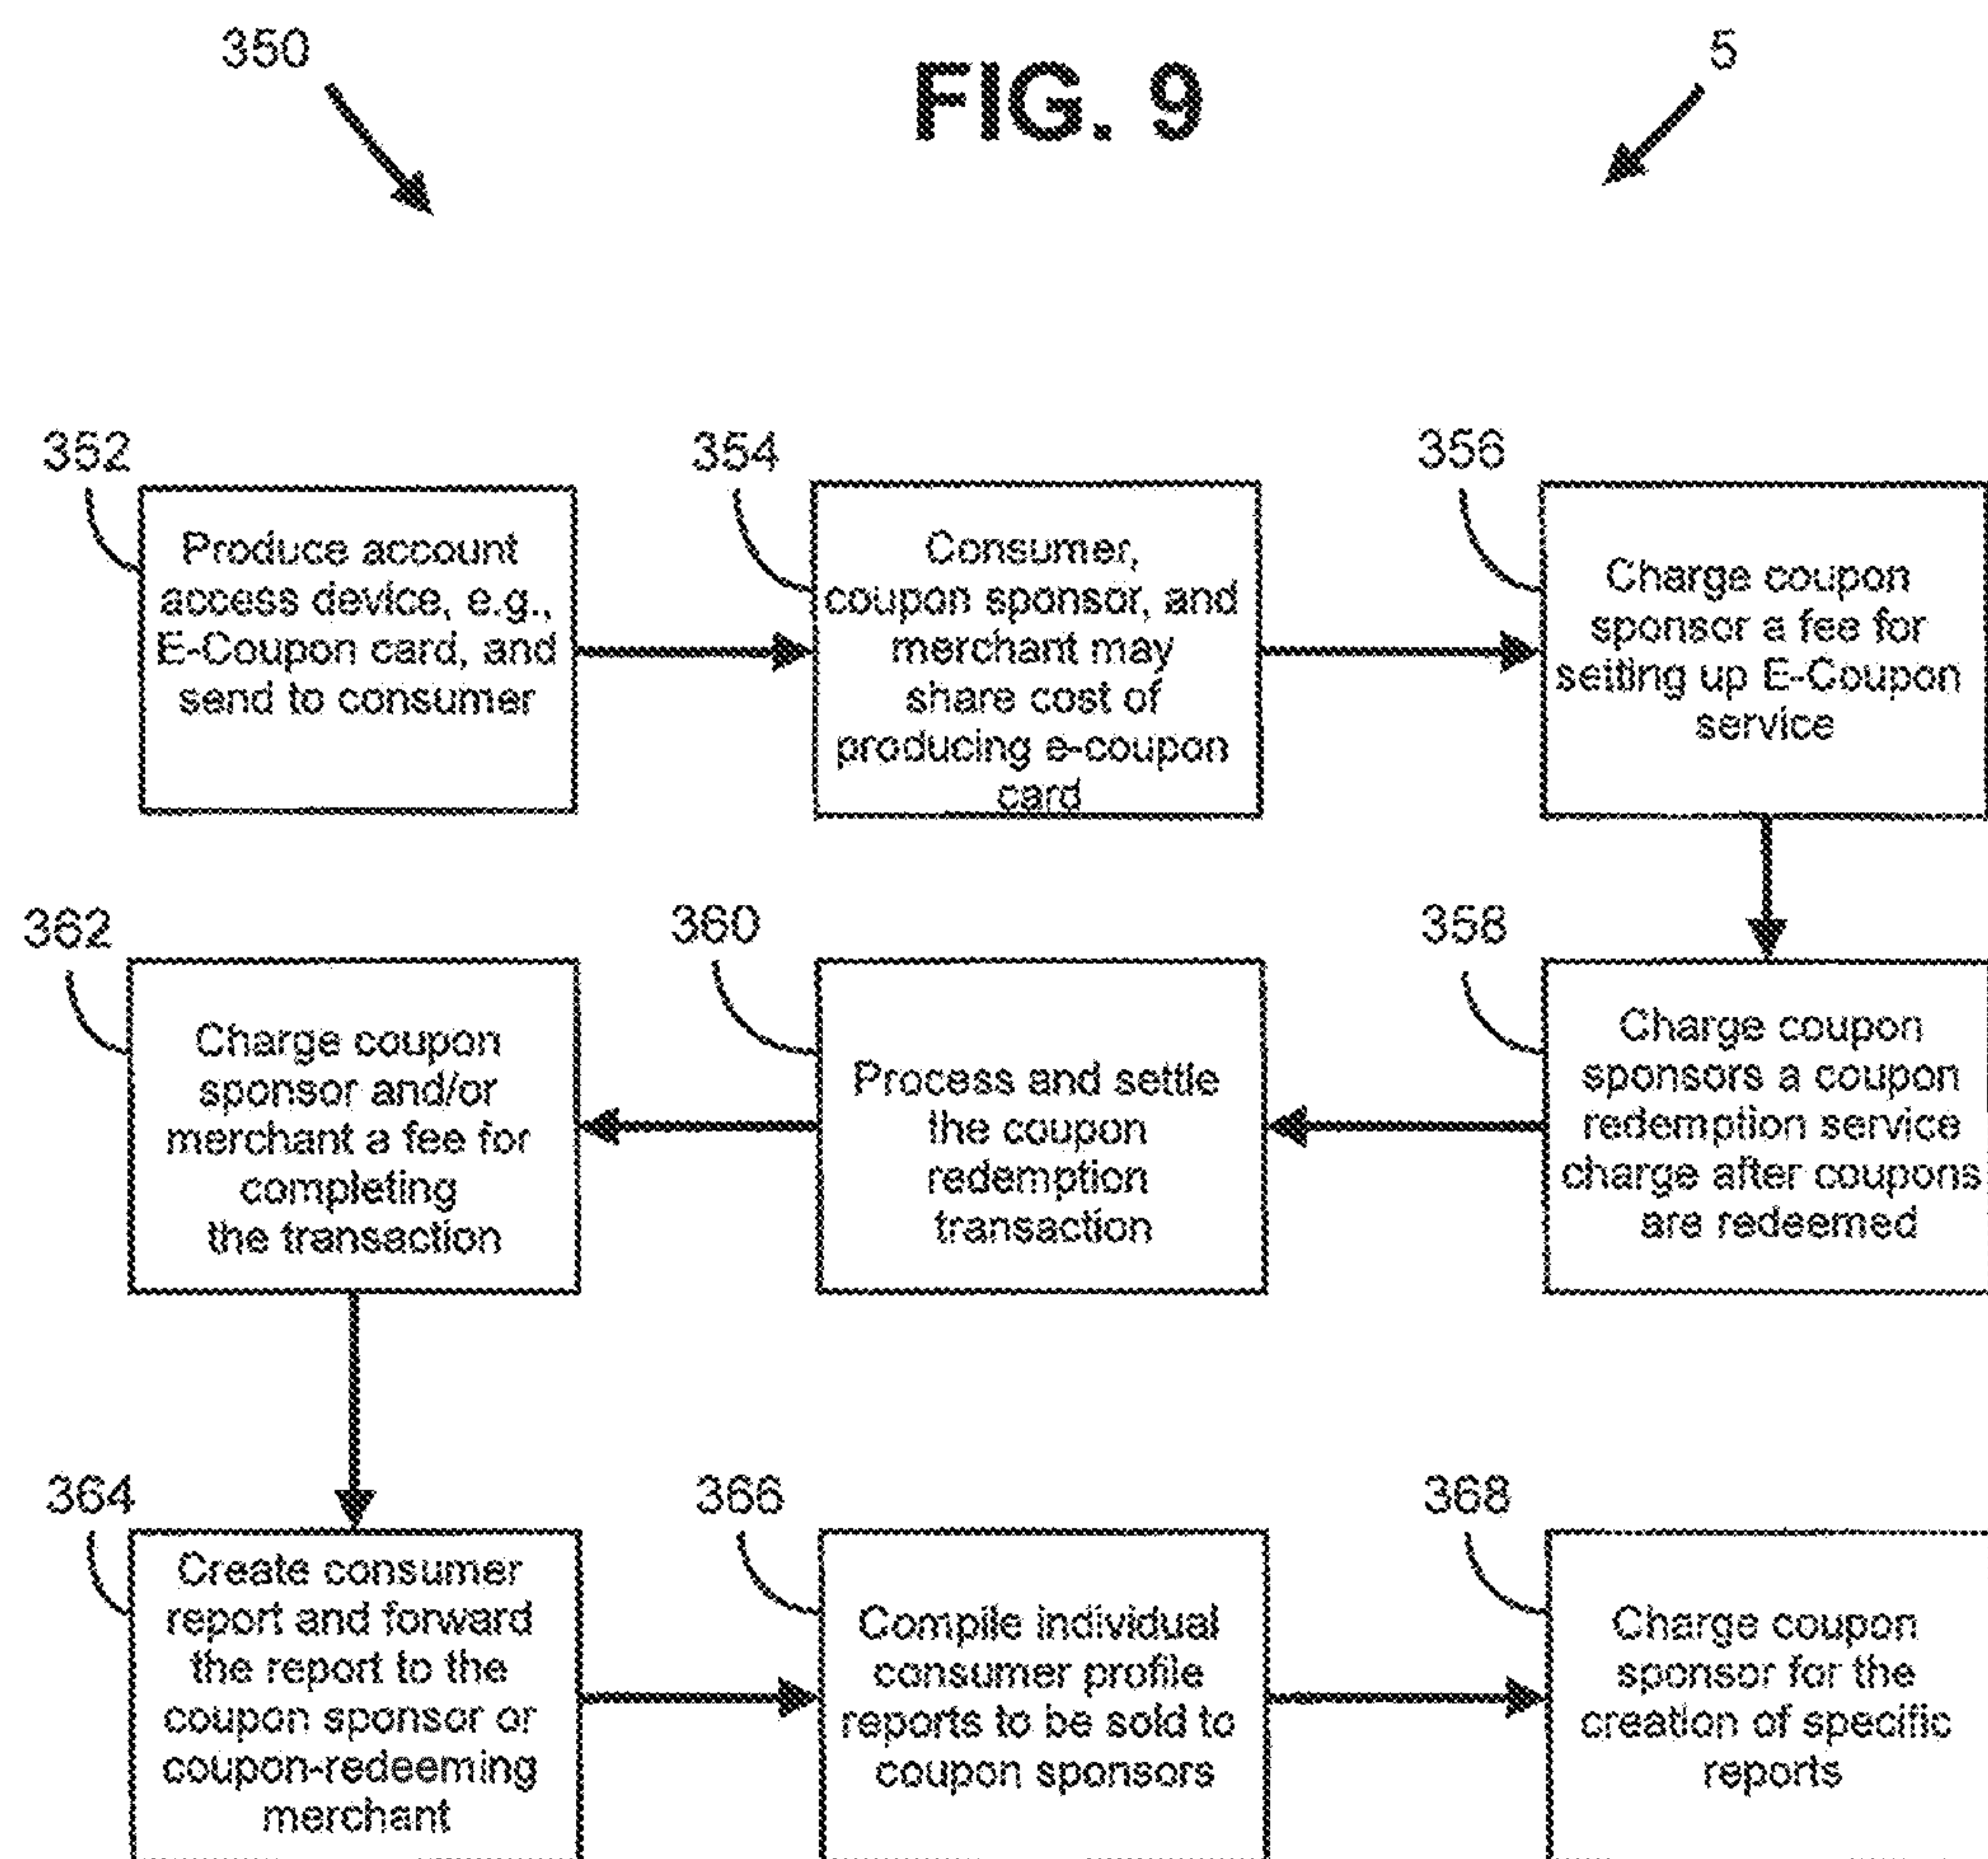 350
FIG. 9
5
352
Produce account
access device, e.g.,
E-Coupon card, and
send to consumer
354
Consumer,
coupon sponsor, and
merchant may
share cost of
producing e-coupon
card
356
Charge coupon
sponsor a fee for
setting up E-Coupon
service
362
Charge coupon
sponsor and/or
merchant a fee for
completing
the transaction
360
Process and settle
the coupon
redemption
transaction
358
Charge coupon
sponsors a coupon
redemption service
charge after coupons
are redeemed
364
Create consumer
report and forward
the report to the
coupon sponsor or
coupon-redeeming
merchant
366
Compile individual
consumer profile
reports to be sold to
coupon sponsors
368
Charge coupon
sponsor for the
creation of specific
reports